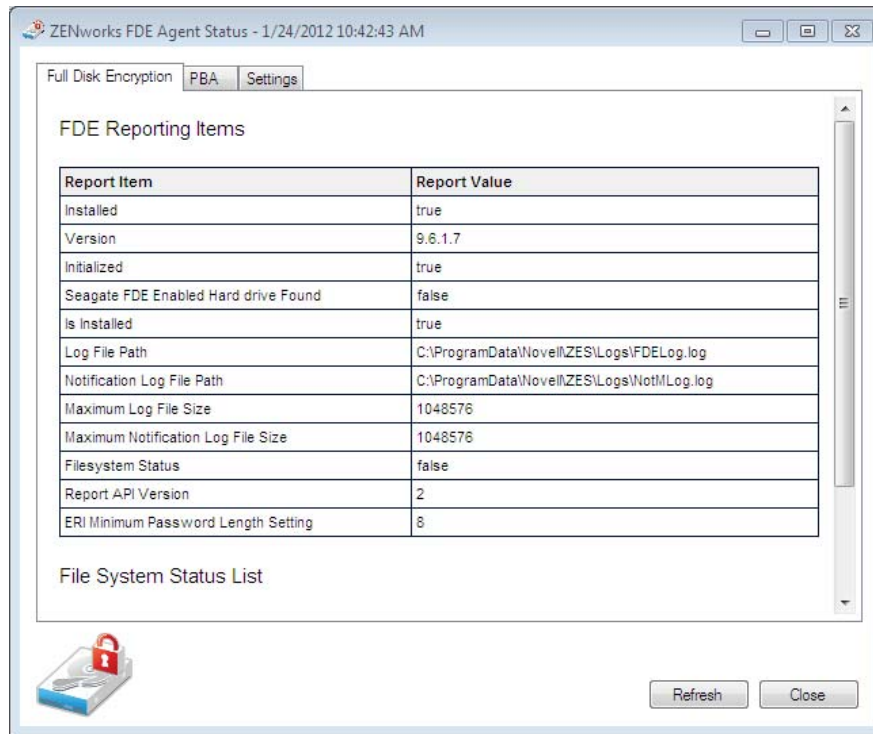 ZENworks FDE Agent Status - 1/24/2012 10:42:43 AM
Full Disk Encryption PBA Settings
FDE Reporting Items
Report Item Report Value
Installed true
Version 9.6.1.7
Initialized true
Seagate FDE Enabled Hard drive Found false
Is Installed true
Log File Path C:\ProgramData\Novell\ZES\Logs\FDELog.log
Notification Log File Path C:\ProgramData\Novell\ZES\Logs\NotMLog.log
Maximum Log File Size 1048576
Maximum Notification Log File Size 1048576
Filesystem Status false
Report API Version 2
ERI Minimum Password Length Setting 8
File System Status List
Refresh Close